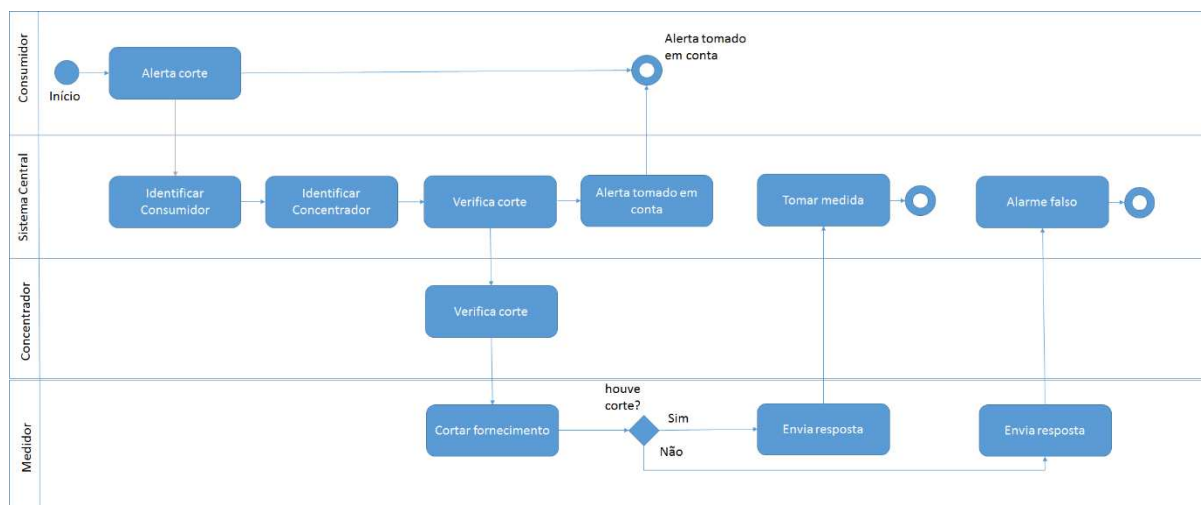 Consumidor
Início
Alerta corte
Alerta tomado
em conta
Sistema Central
Identificar
Consumidor
Identificar
Concentrador
Verifica corte
Alerta tomado em
conta
Tomar medida
Alarme falso
Concentrador
Verifica corte
Medidor
Cortar fornecimento
houve
corte?
Sim
Não
Envia resposta
Envia resposta